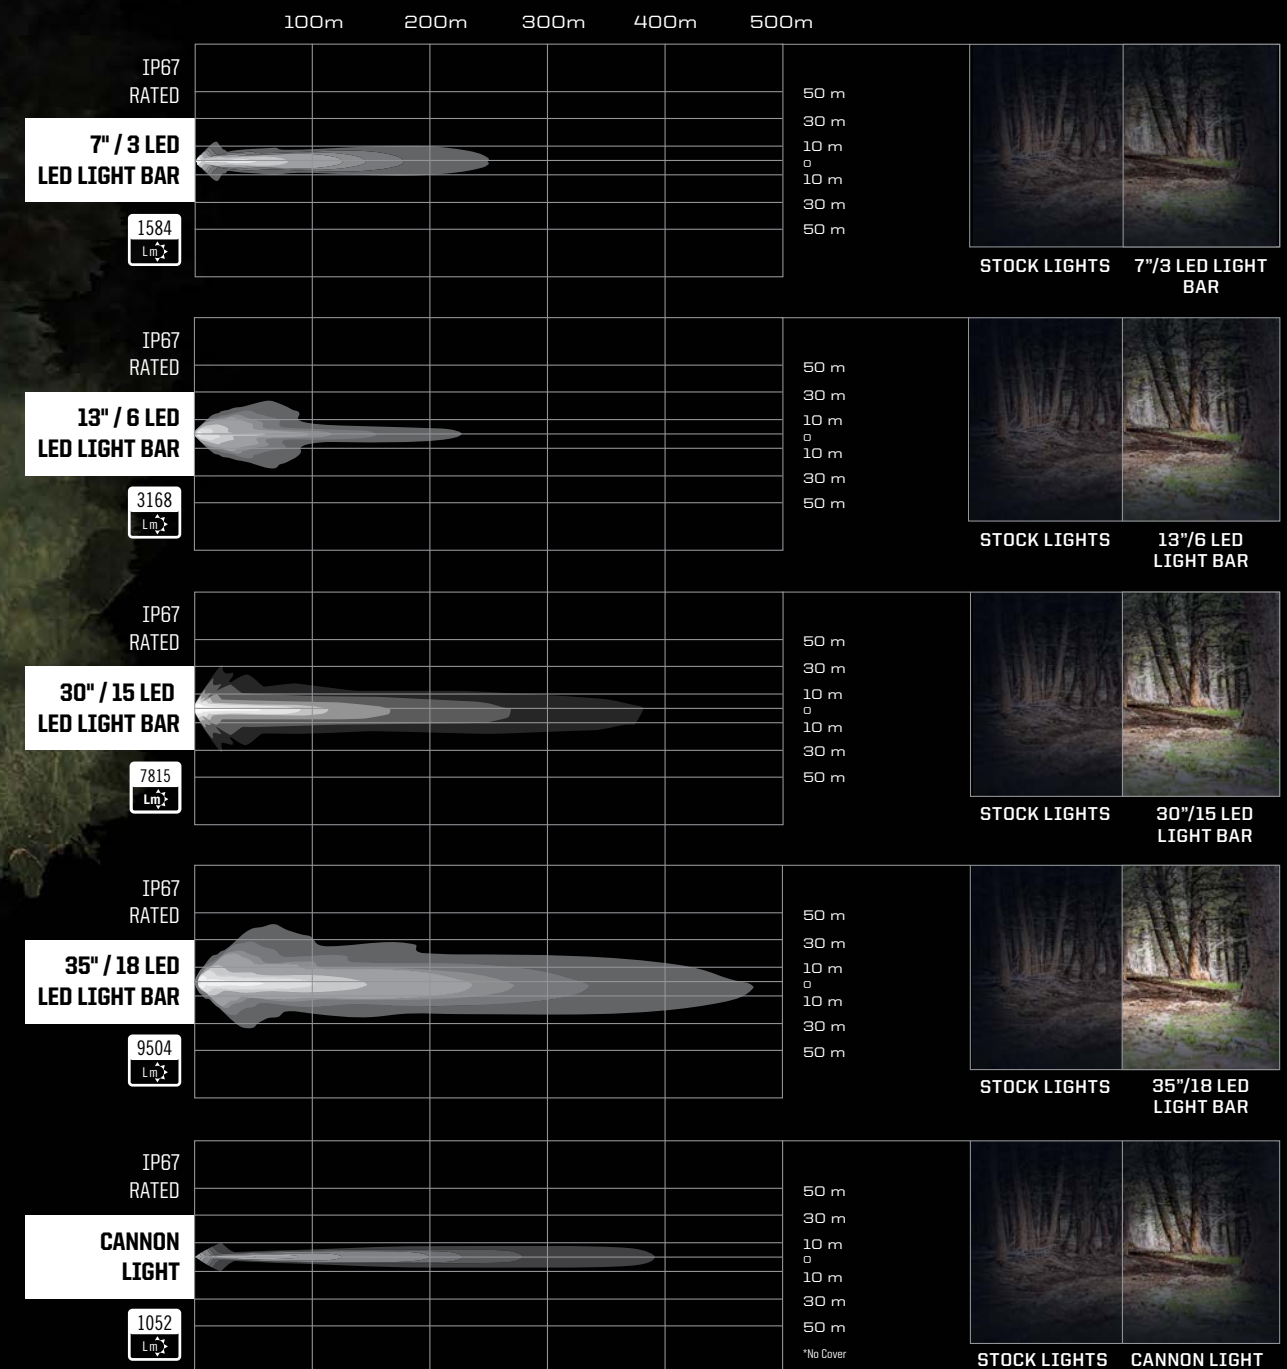 100m 200m 300m 400m 500m
IP67
RATED
7" / 3 LED
LED LIGHT BAR
1584
Lm
50 m
30 m
10 m
0
10 m
30 m
50 m
STOCK LIGHTS
7”/3 LED LIGHT
BAR
IP67
RATED
13" / 6 LED
LED LIGHT BAR
3168
Lm
50 m
30 m
10 m
0
10 m
30 m
50 m
STOCK LIGHTS
13”/6 LED
LIGHT BAR
IP67
RATED
30" / 15 LED
LED LIGHT BAR
7815
Lm
50 m
30 m
10 m
0
10 m
30 m
50 m
STOCK LIGHTS
30”/15 LED
LIGHT BAR
IP67
RATED
35" / 18 LED
LED LIGHT BAR
9504
Lm
50 m
30 m
10 m
0
10 m
30 m
50 m
STOCK LIGHTS
35”/18 LED
LIGHT BAR
IP67
RATED
CANNON
LIGHT
1052
Lm
50 m
30 m
10 m
0
10 m
30 m
50 m
*No Cover
STOCK LIGHTS
CANNON LIGHT